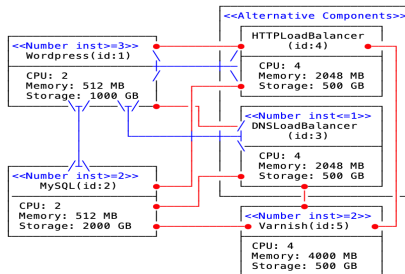 <<Alternative Components>>
<<Number inst>=3>>
Wordpress(id:1)
CPU: 2
Memory: 512 MB
Storage: 1000 GB
HTTPLoadBalancer
(id:4)
CPU: 4
Memory: 2048 MB
Storage: 500 GB
<<Number inst<=1>>
DNSLoadBalancer
(id:3)
CPU: 4
Memory: 2048 MB
Storage: 500 GB
<<Number inst>=2>>
MySQL(id:2)
CPU: 2
Memory: 512 MB
Storage: 2000 GB
<<Number inst>=2>>
Varnish(id:5)
CPU: 4
Memory: 4000 MB
Storage: 500 GB